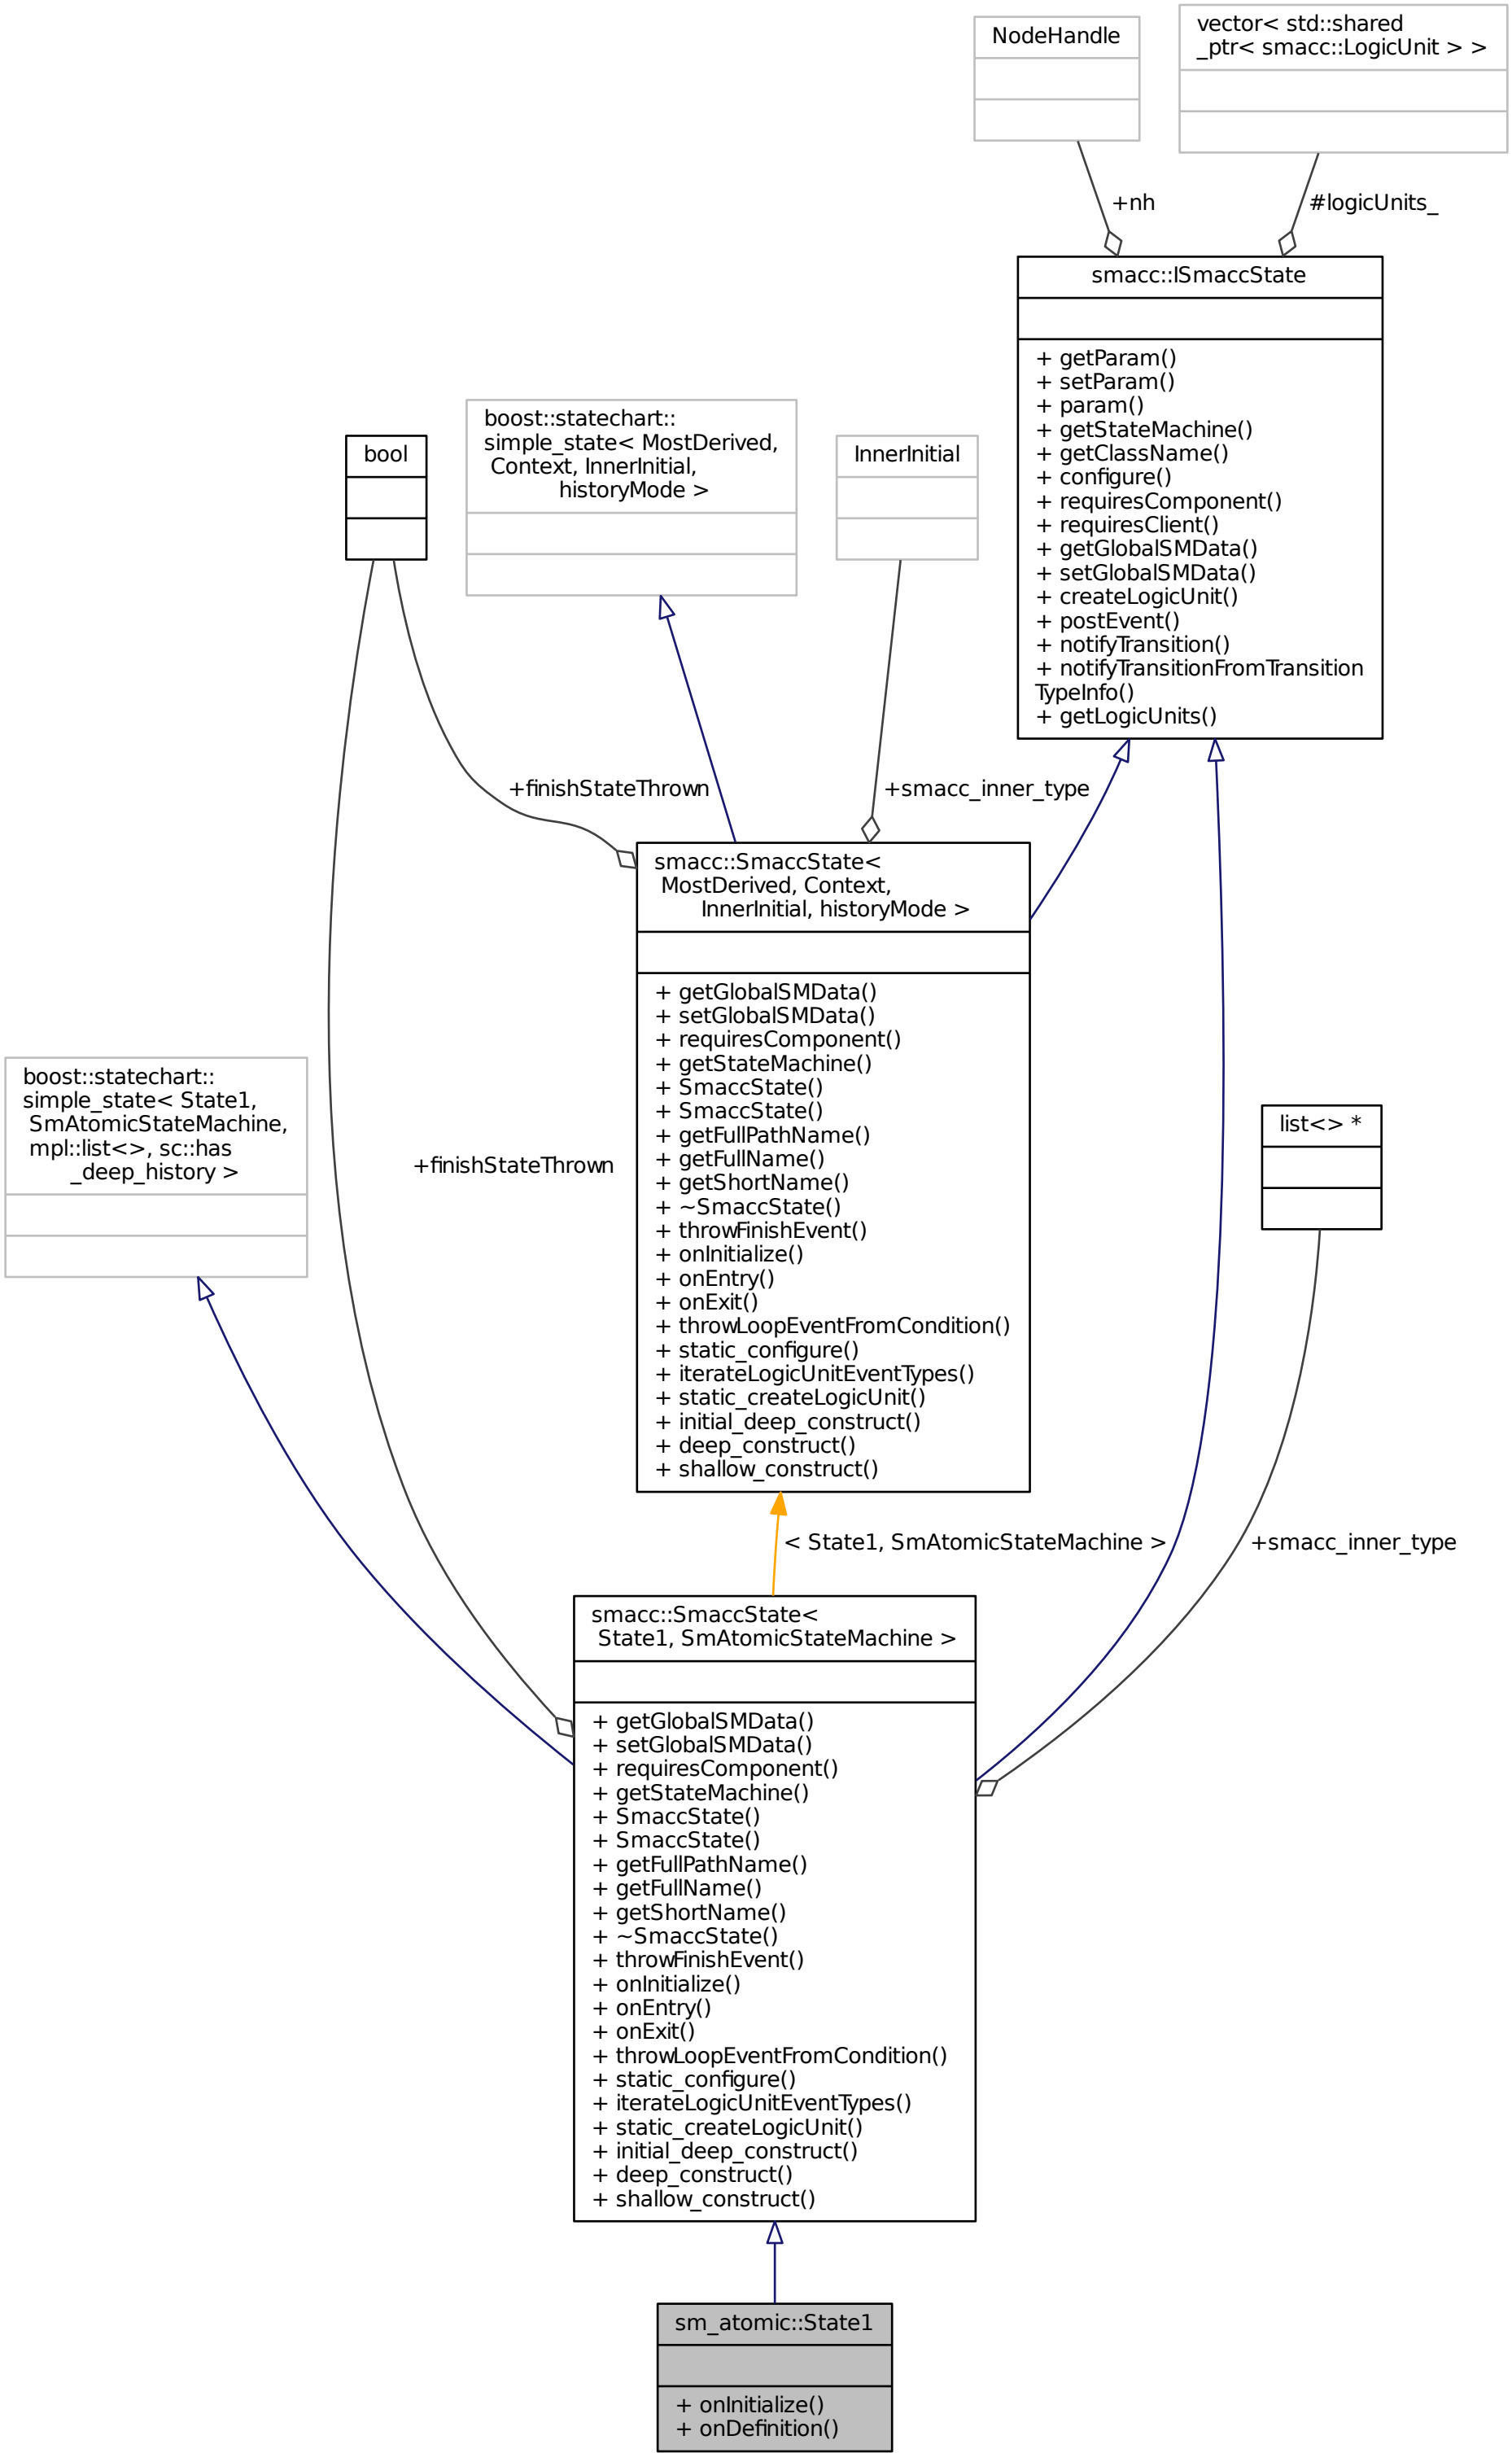 NodeHandle
vector< std::shared
_ptr< smacc::LogicUnit > >
+nh
#logicUnits_
smacc::ISmaccState
+ getParam()
+ setParam()
+ param()
+ getStateMachine()
+ getClassName()
+ configure()
+ requiresComponent()
+ requiresClient()
+ getGlobalSMData()
+ setGlobalSMData()
+ createLogicUnit()
+ postEvent()
+ notifyTransition()
+ notifyTransitionFromTransition
TypeInfo()
+ getLogicUnits()
bool
boost::statechart::
simple_state< MostDerived,
Context, InnerInitial,
historyMode >
InnerInitial
+finishStateThrown
+smacc_inner_type
smacc::SmaccState<
MostDerived, Context,
InnerInitial, historyMode >
+ getGlobalSMData()
+ setGlobalSMData()
+ requiresComponent()
+ getStateMachine()
+ SmaccState()
+ SmaccState()
+ getFullPathName()
+ getFullName()
+ getShortName()
+ ~SmaccState()
+ throwFinishEvent()
+ onInitialize()
+ onEntry()
+ onExit()
+ throwLoopEventFromCondition()
+ static_configure()
+ iterateLogicUnitEventTypes()
+ static_createLogicUnit()
+ initial_deep_construct()
+ deep_construct()
+ shallow_construct()
boost::statechart::
simple_state< State1,
SmAtomicStateMachine,
mpl::list<>, sc::has
_deep_history >
+finishStateThrown
list<> *
< State1, SmAtomicStateMachine >
+smacc_inner_type
smacc::SmaccState<
State1, SmAtomicStateMachine >
+ getGlobalSMData()
+ setGlobalSMData()
+ requiresComponent()
+ getStateMachine()
+ SmaccState()
+ SmaccState()
+ getFullPathName()
+ getFullName()
+ getShortName()
+ ~SmaccState()
+ throwFinishEvent()
+ onInitialize()
+ onEntry()
+ onExit()
+ throwLoopEventFromCondition()
+ static_configure()
+ iterateLogicUnitEventTypes()
+ static_createLogicUnit()
+ initial_deep_construct()
+ deep_construct()
+ shallow_construct()
sm_atomic::State1
+ onInitialize()
+ onDefinition()